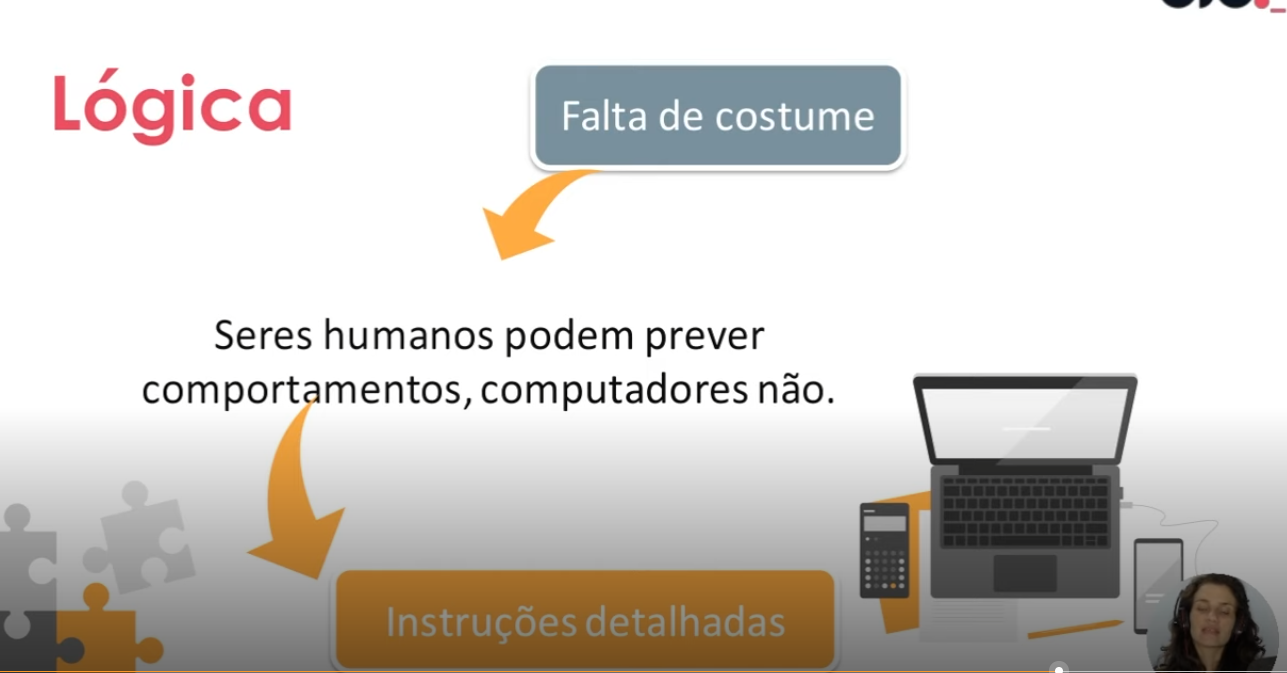 Lógica
Falta de costume
Seres humanos podem prever
comportamentos, computadores não.
Instruções detalhadas